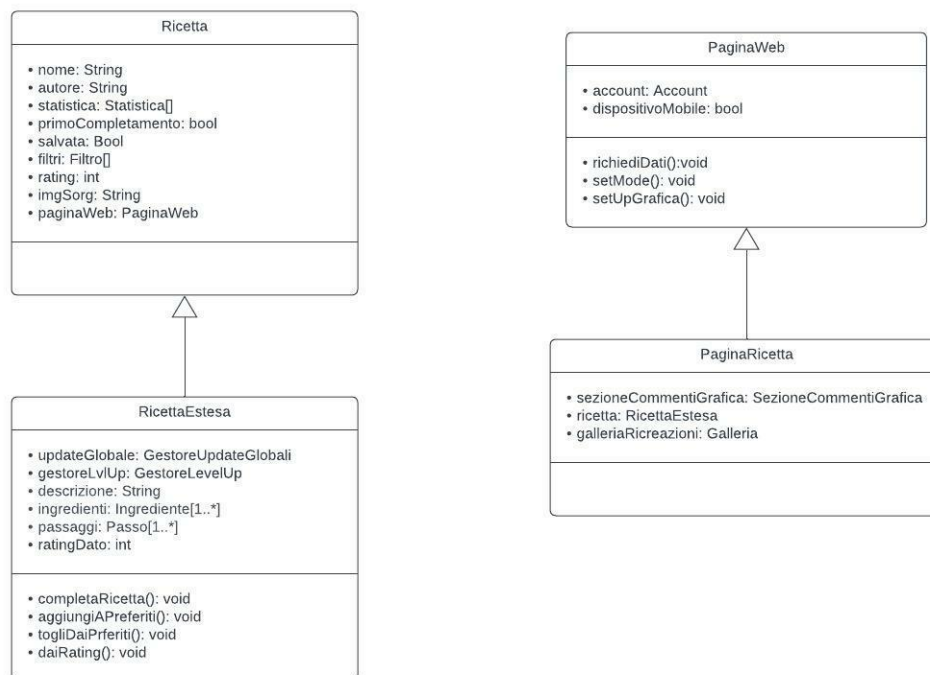 Ricetta
• nome: String
• autore: String
• statistica: Statistica[]
• primoCompletamento: bool
• salvata: Bool
• filtri: Filtro[]
• rating: int
• imgSorg: String
• paginaWeb: PaginaWeb
RicettaEstesa
• updateGlobale: GestoreUpdateGlobali
• gestoreLvlUp: GestoreLevelUp
• descrizione: String
• ingredienti: Ingrediente[1..*]
• passaggi: Passo[1..*]
• ratingDato: int
• completaRicetta(): void
• aggiungiAPreferiti(): void
• togliDaiPrferiti(): void
• daiRating(): void
PaginaWeb
• account: Account
• dispositivoMobile: bool
• richiediDati():void
• setMode(): void
• setUpGrafica(): void
PaginaRicetta
• sezioneCommentiGrafica: SezioneCommentiGrafica
• ricetta: RicettaEstesa
• galleriaRicreazioni: Galleria